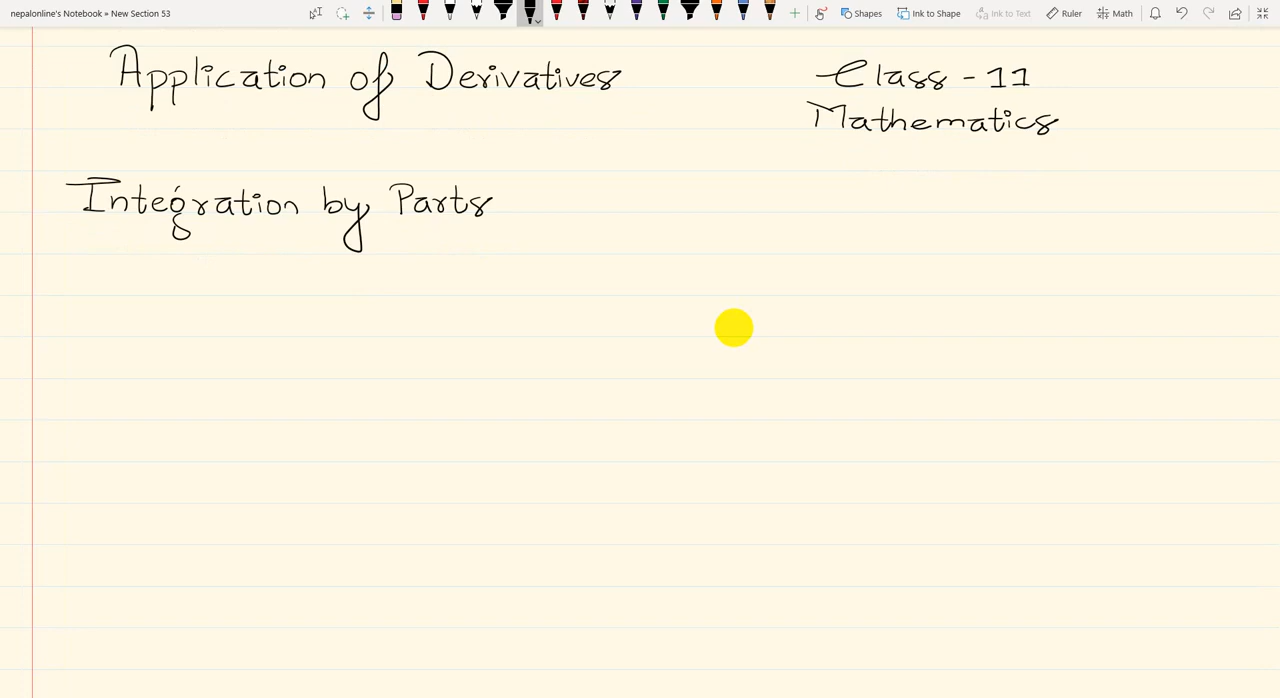 nepalonline's Notebook » New Section 53
Shapes
Ink to Shape
Ink to Text
Ruler
Math
Application of Derivatives
Class - 11
Mathematics
Integration by Parts